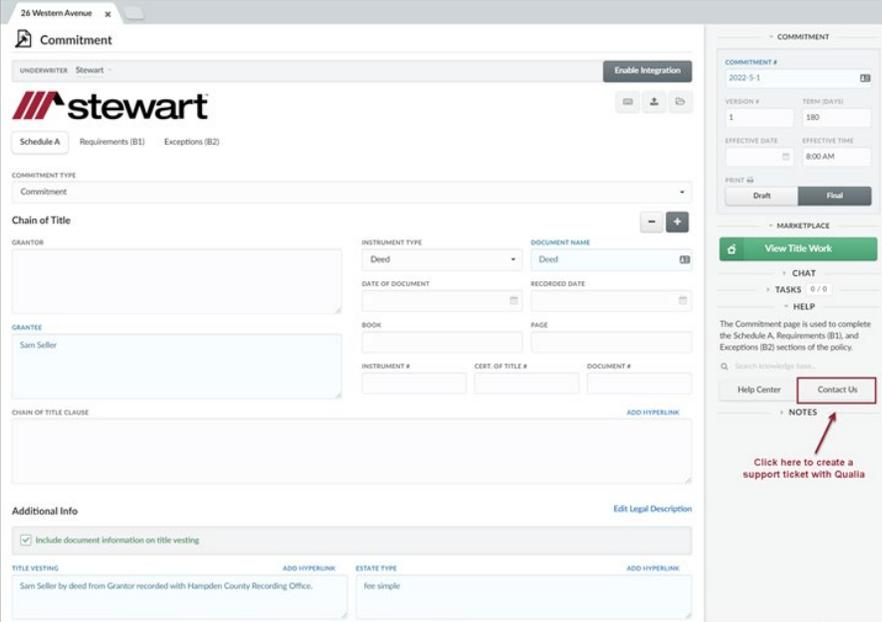 26 Western Avenue
Commitment
UNDERWRITER Stewart
Enable Integration
stewart
Schedule A
Requirements (B1)
Exceptions (B2)
COMMITMENT TYPE
Commitment
Chain of Title
GRANTOR
INSTRUMENT TYPE
DOCUMENT NAME
Deed
Deed
DATE OF DOCUMENT
RECORDED DATE
GRANTEE
Sam Seller
BOOK
PAGE
INSTRUMENT #
CERT. OF TITLE #
DOCUMENT #
CHAIN OF TITLE CLAUSE
ADD HYPERLINK
Additional Info
Edit Legal Description
Include document information on title vesting
TITLE VESTING
ADD HYPERLINK
Sam Seller by deed from Grantor recorded with Hampden County Recording Office.
ESTATE TYPE
ADD HYPERLINK
fee simple
COMMITMENT
COMMITMENT #
2022-5-1
VERSION #
TERM (DAYS)
1
180
EFFECTIVE DATE
EFFECTIVE TIME
8:00 AM
PRINT
Draft
Final
MARKETPLACE
View Title Work
CHAT
TASKS 0 / 0
HELP
The Commitment page is used to complete
the Schedule A, Requirements (B1), and
Exceptions (B2) sections of the policy.
Search knowledge base...
Help Center
Contact Us
NOTES
Click here to create a
support ticket with Qualia